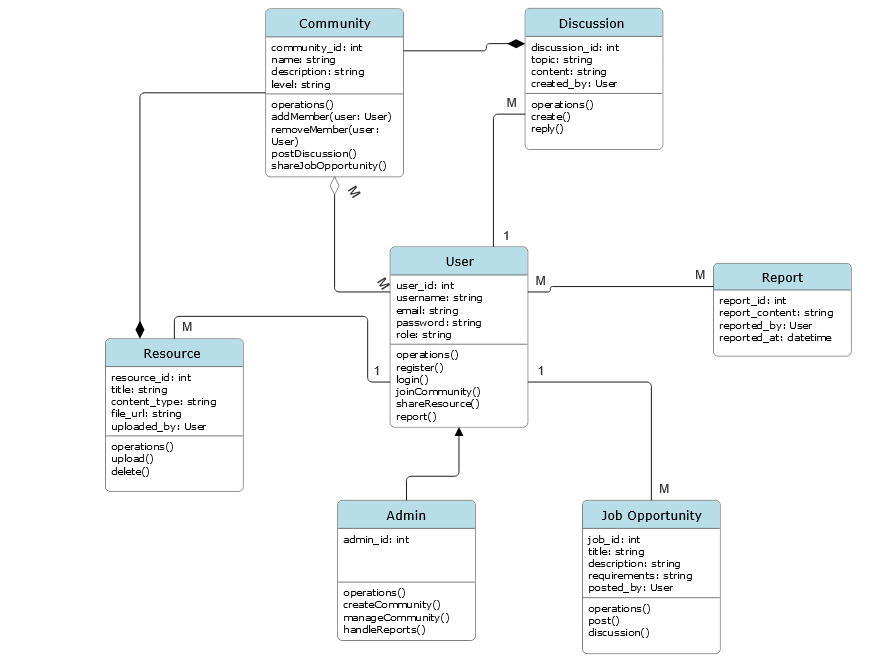 Community
community_id: int
name: string
description: string
level: string
operations()
addMember(user: User)
removeMember(user:
User)
postDiscussion()
shareJobOpportunity()
Discussion
discussion_id: int
topic: string
content: string
created_by: User
operations()
create()
reply()
M
M
1
User
user_id: int
username: string
email: string
password: string
role: string
operations()
register()
login()
joinCommunity()
shareResource()
report()
M
M
M
Report
report_id: int
report_content: string
reported_by: User
reported_at: datetime
M
1
1
Resource
resource_id: int
title: string
content_type: string
file_url: string
uploaded_by: User
operations()
upload()
delete()
M
Admin
admin_id: int
operations()
createCommunity()
manageCommunity()
handleReports()
Job Opportunity
job_id: int
title: string
description: string
requirements: string
posted_by: User
operations()
post()
discussion()